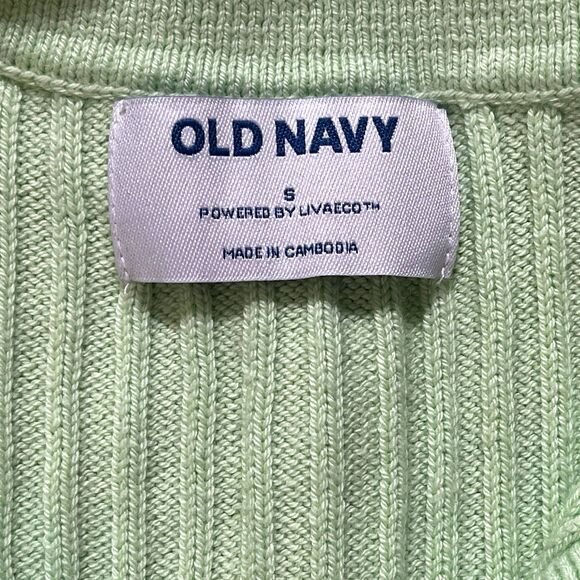 OLD NAVY
S
POWERED BY LIVAECO™
MADE IN CAMBODIA